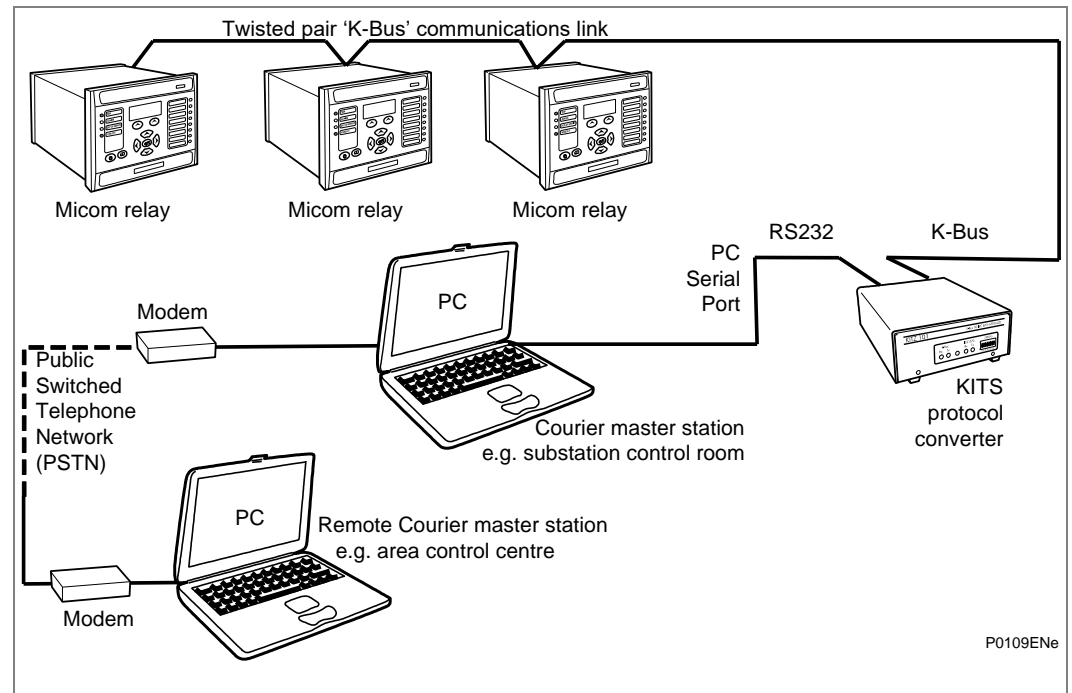 Twisted pair 'K-Bus' communications link
Micom relay
Micom relay
Micom relay
RS232
K-Bus
PC
Serial
Port
PC
Modem
Public
Switched
Telephone
Network
(PSTN)
KITS
protocol
converter
Courier master station
e.g. substation control room
PC
Remote Courier master station
e.g. area control centre
Modem
P0109ENe